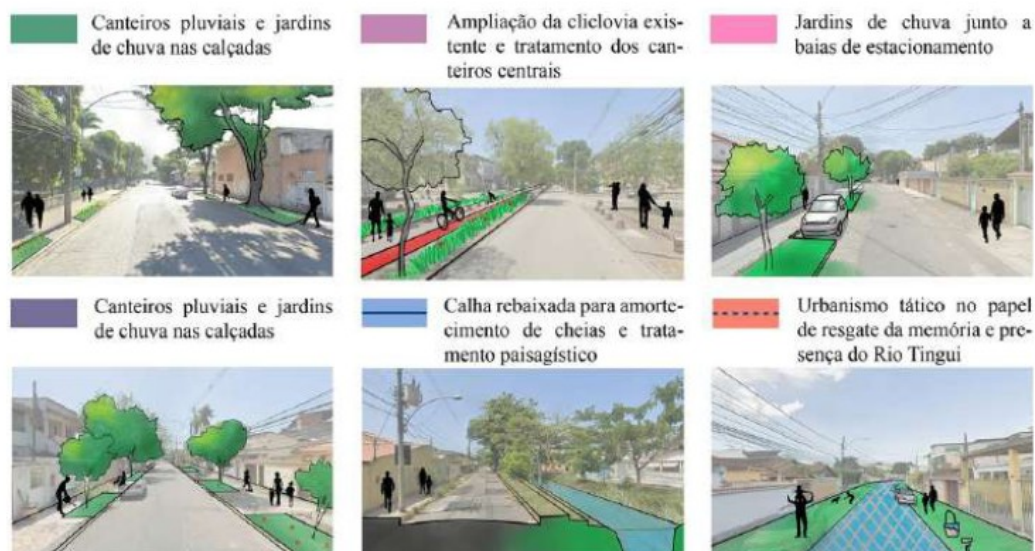 Canteiros pluviais e jardins
de chuva nas calçadas
Ampliação da cliclovia exis-
tente e tratamento dos can-
teiros centrais
Jardins de chuva junto a
baias de estacionamento
Canteiros pluviais e jardins
de chuva nas calçadas
Calha rebaixada para amorte-
cimento de cheias e trata-
mento paisagístico
Urbanismo tático no papel
de resgate da memória e pre-
sença do Rio Tingui